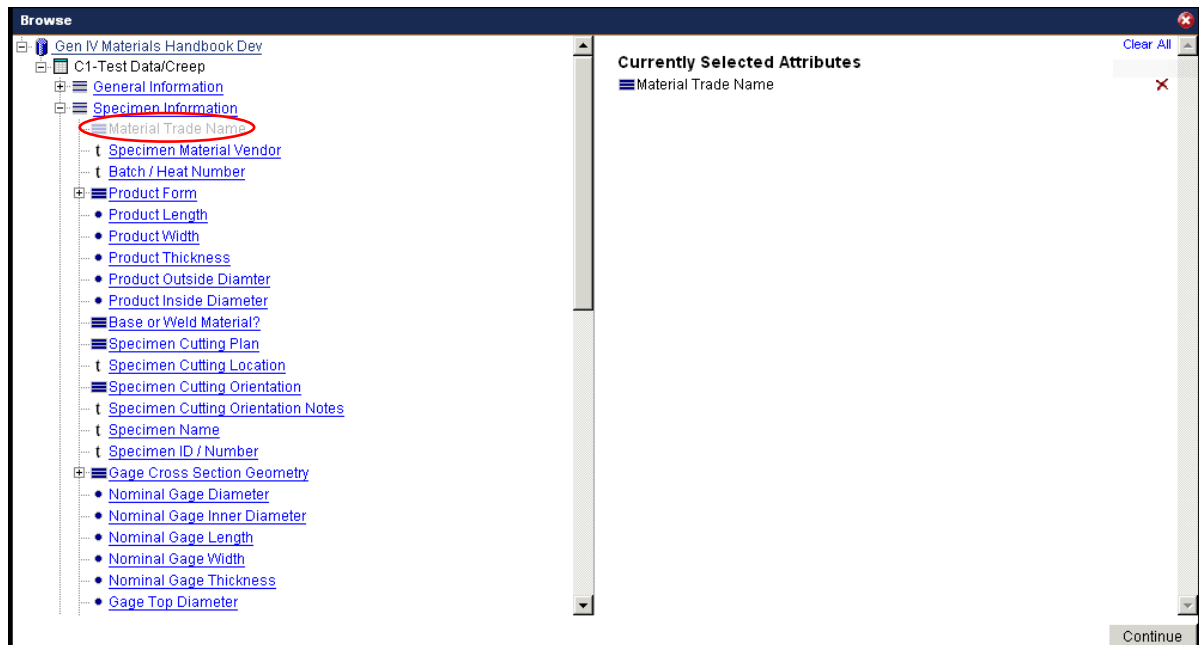 Browse
Gen IV Materials Handbook Dev
C1-Test Data/Creep
General Information
Specimen Information
Material Trade Name
t Specimen Material Vendor
t Batch / Heat Number
Product Form
Product Length
Product Width
Product Thickness
Product Outside Diamter
Product Inside Diameter
Base or Weld Material?
Specimen Cutting Plan
t Specimen Cutting Location
Specimen Cutting Orientation
t Specimen Cutting Orientation Notes
t Specimen Name
t Specimen ID / Number
Gage Cross Section Geometry
Nominal Gage Diameter
Nominal Gage Inner Diameter
Nominal Gage Length
Nominal Gage Width
Nominal Gage Thickness
Gage Top Diameter
Clear All
Currently Selected Attributes
Material Trade Name
Continue